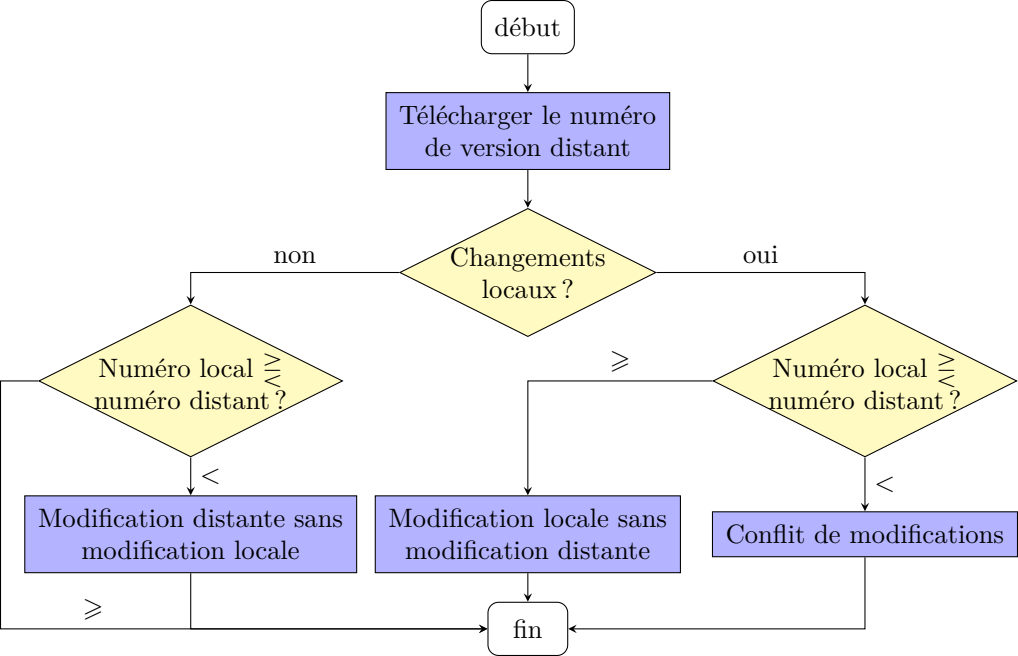 début
Télécharger le numéro
de version distant
Changements
locaux ?
non
oui
Numéro local ⋛
numéro distant ?
⩾
Numéro local ⋛
numéro distant ?
<
<
Modification distante sans
modification locale
Modification locale sans
modification distante
Conflit de modifications
⩾
fin